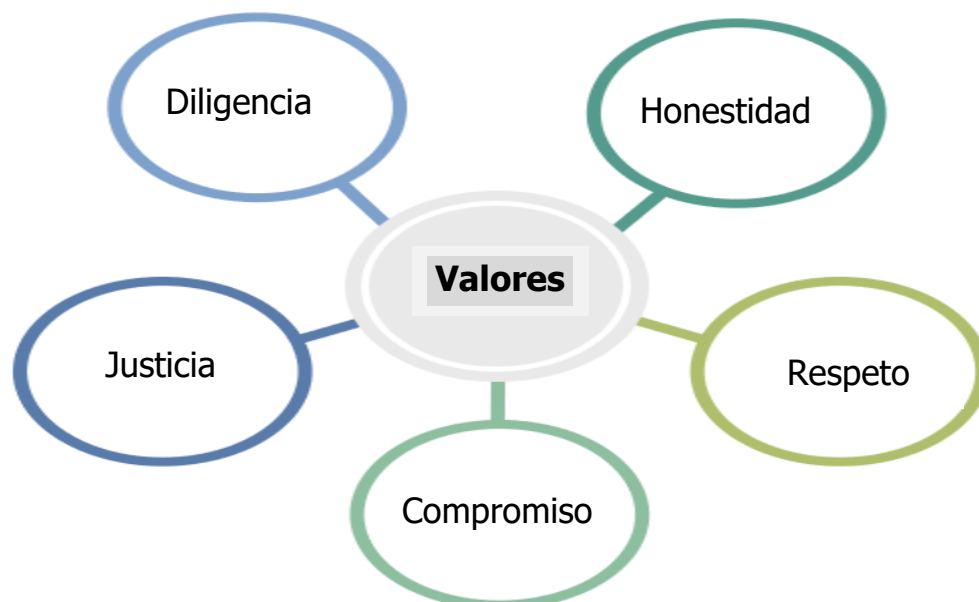 Diligencia
Honestidad
Valores
Justicia
Respeto
Compromiso